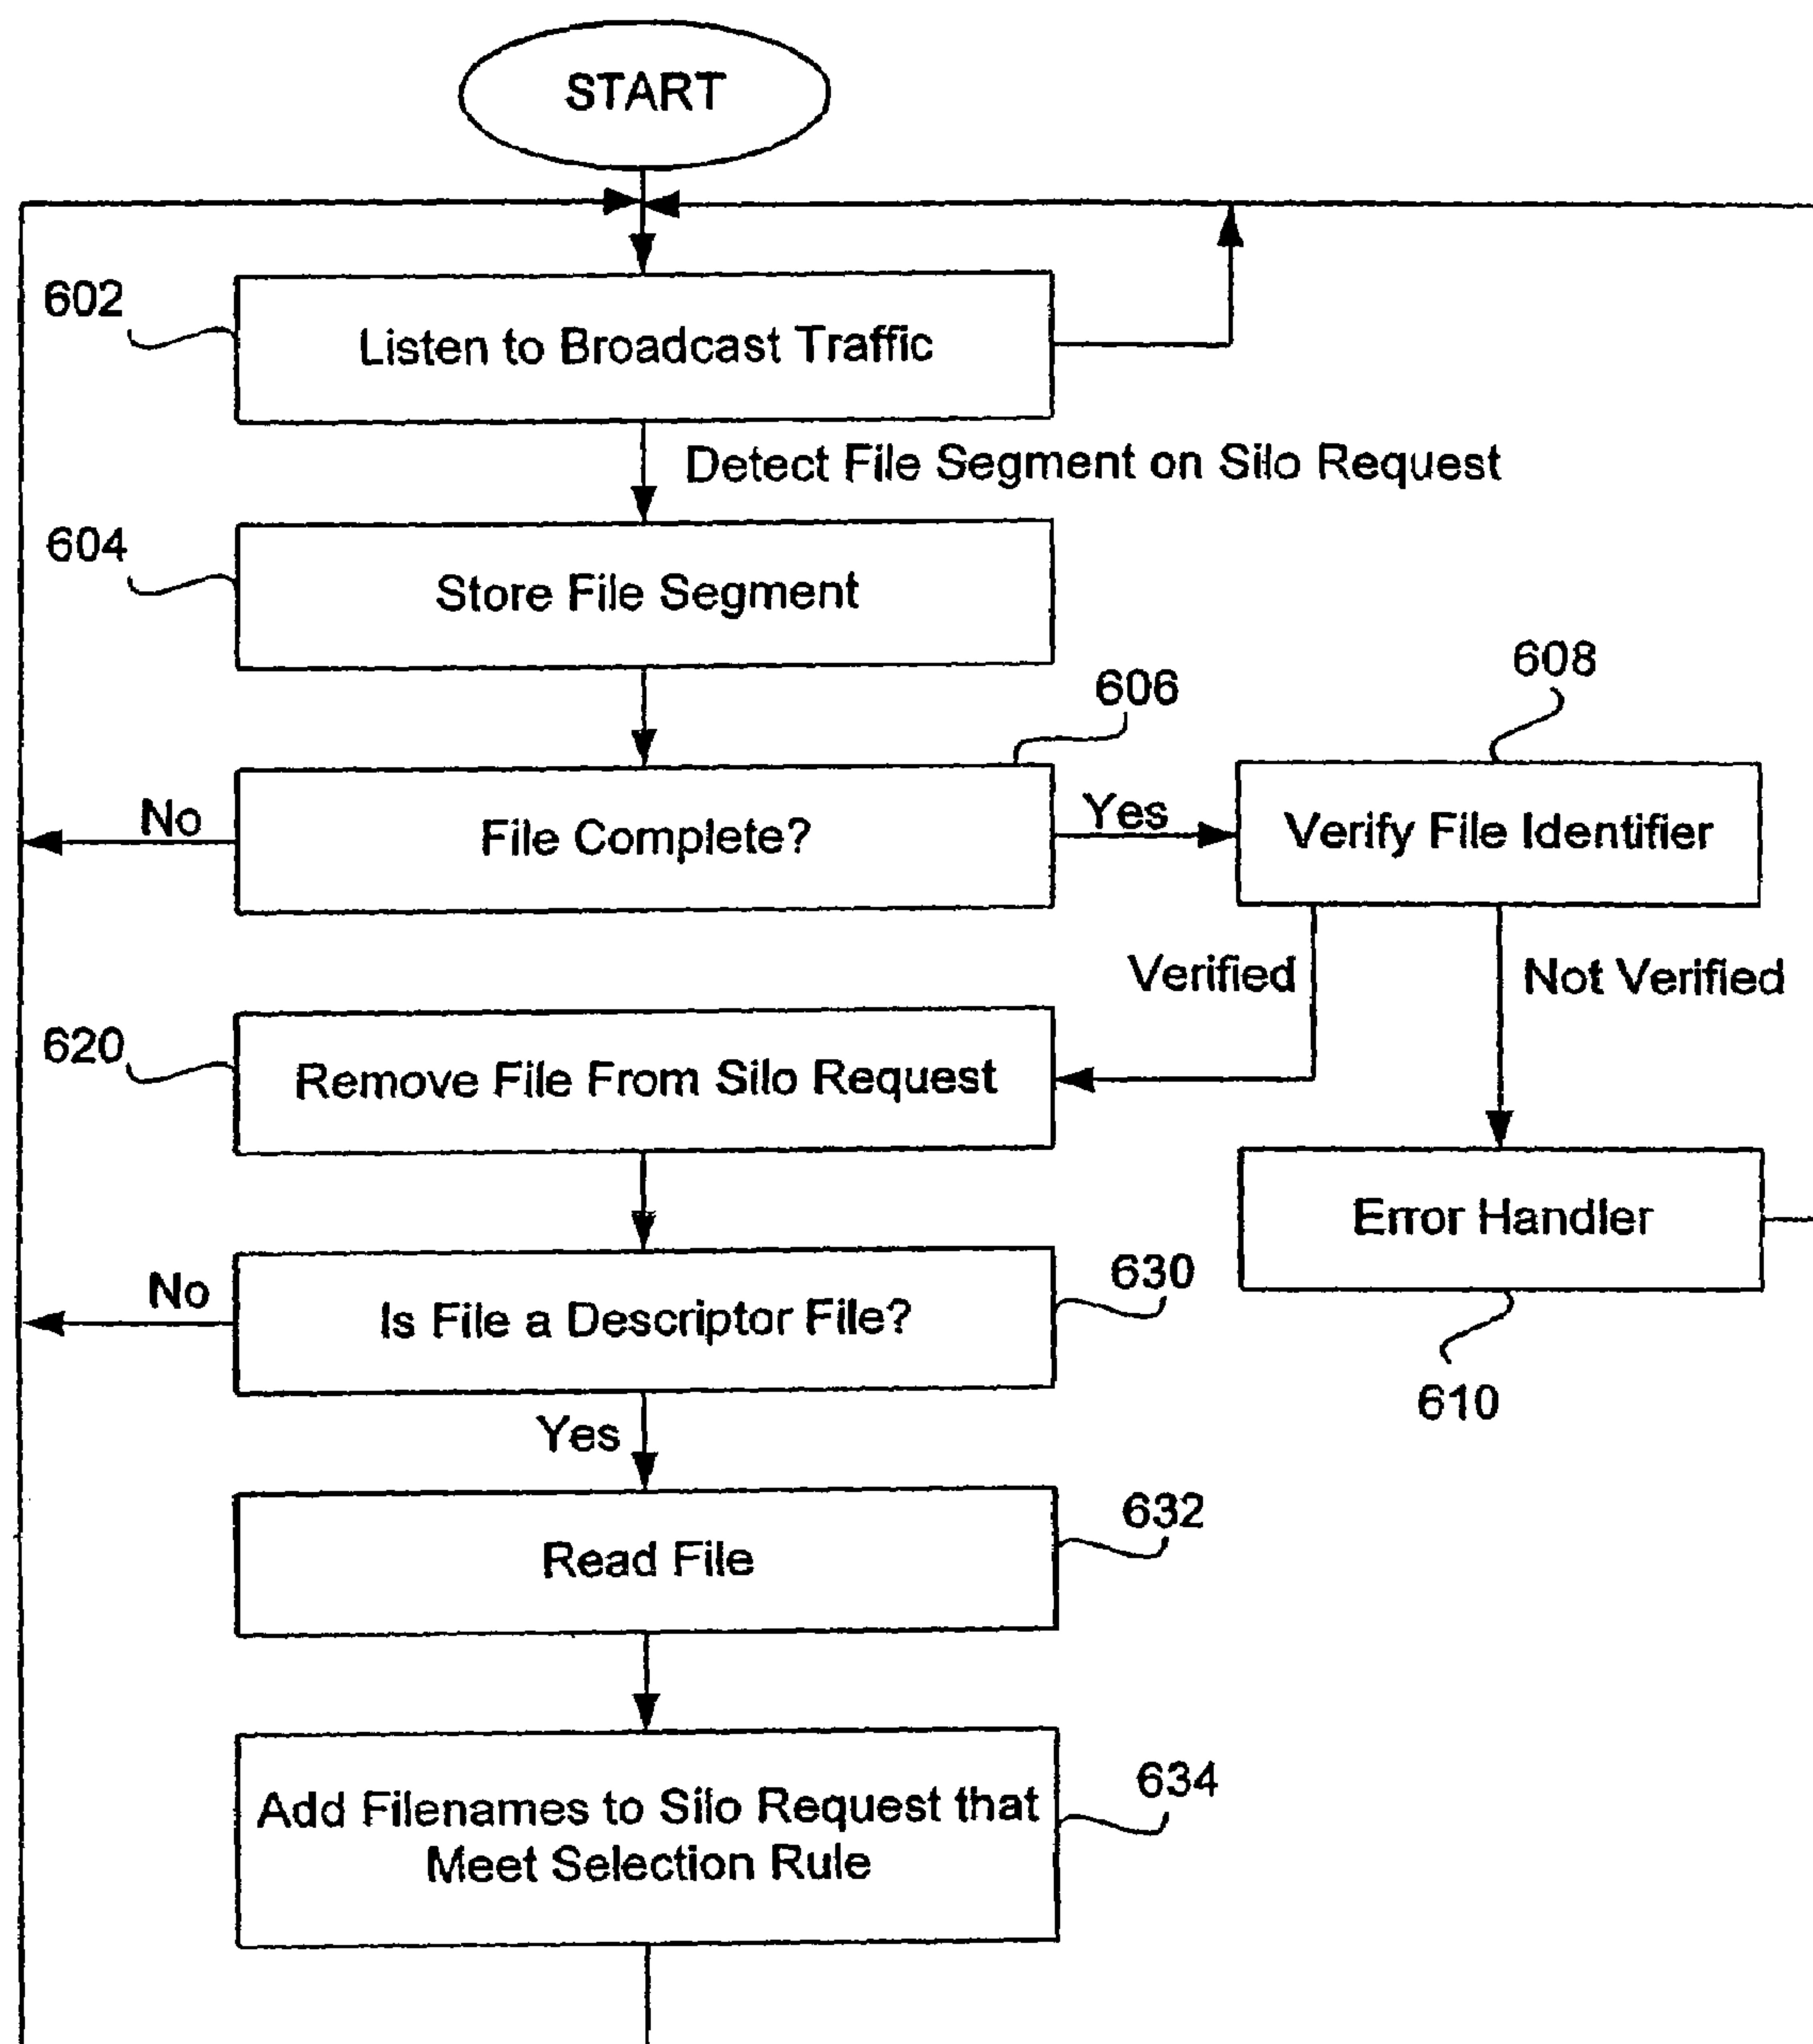 START
602
Listen to Broadcast Traffic
Detect File Segment on Silo Request
604
Store File Segment
606
608
No
File Complete?
Yes
Verify File Identifier
Verified
Not Verified
620
Remove File From Silo Request
Error Handler
610
No
Is File a Descriptor File?
630
Yes
632
Read File
634
Add Filenames to Silo Request that
Meet Selection Rule